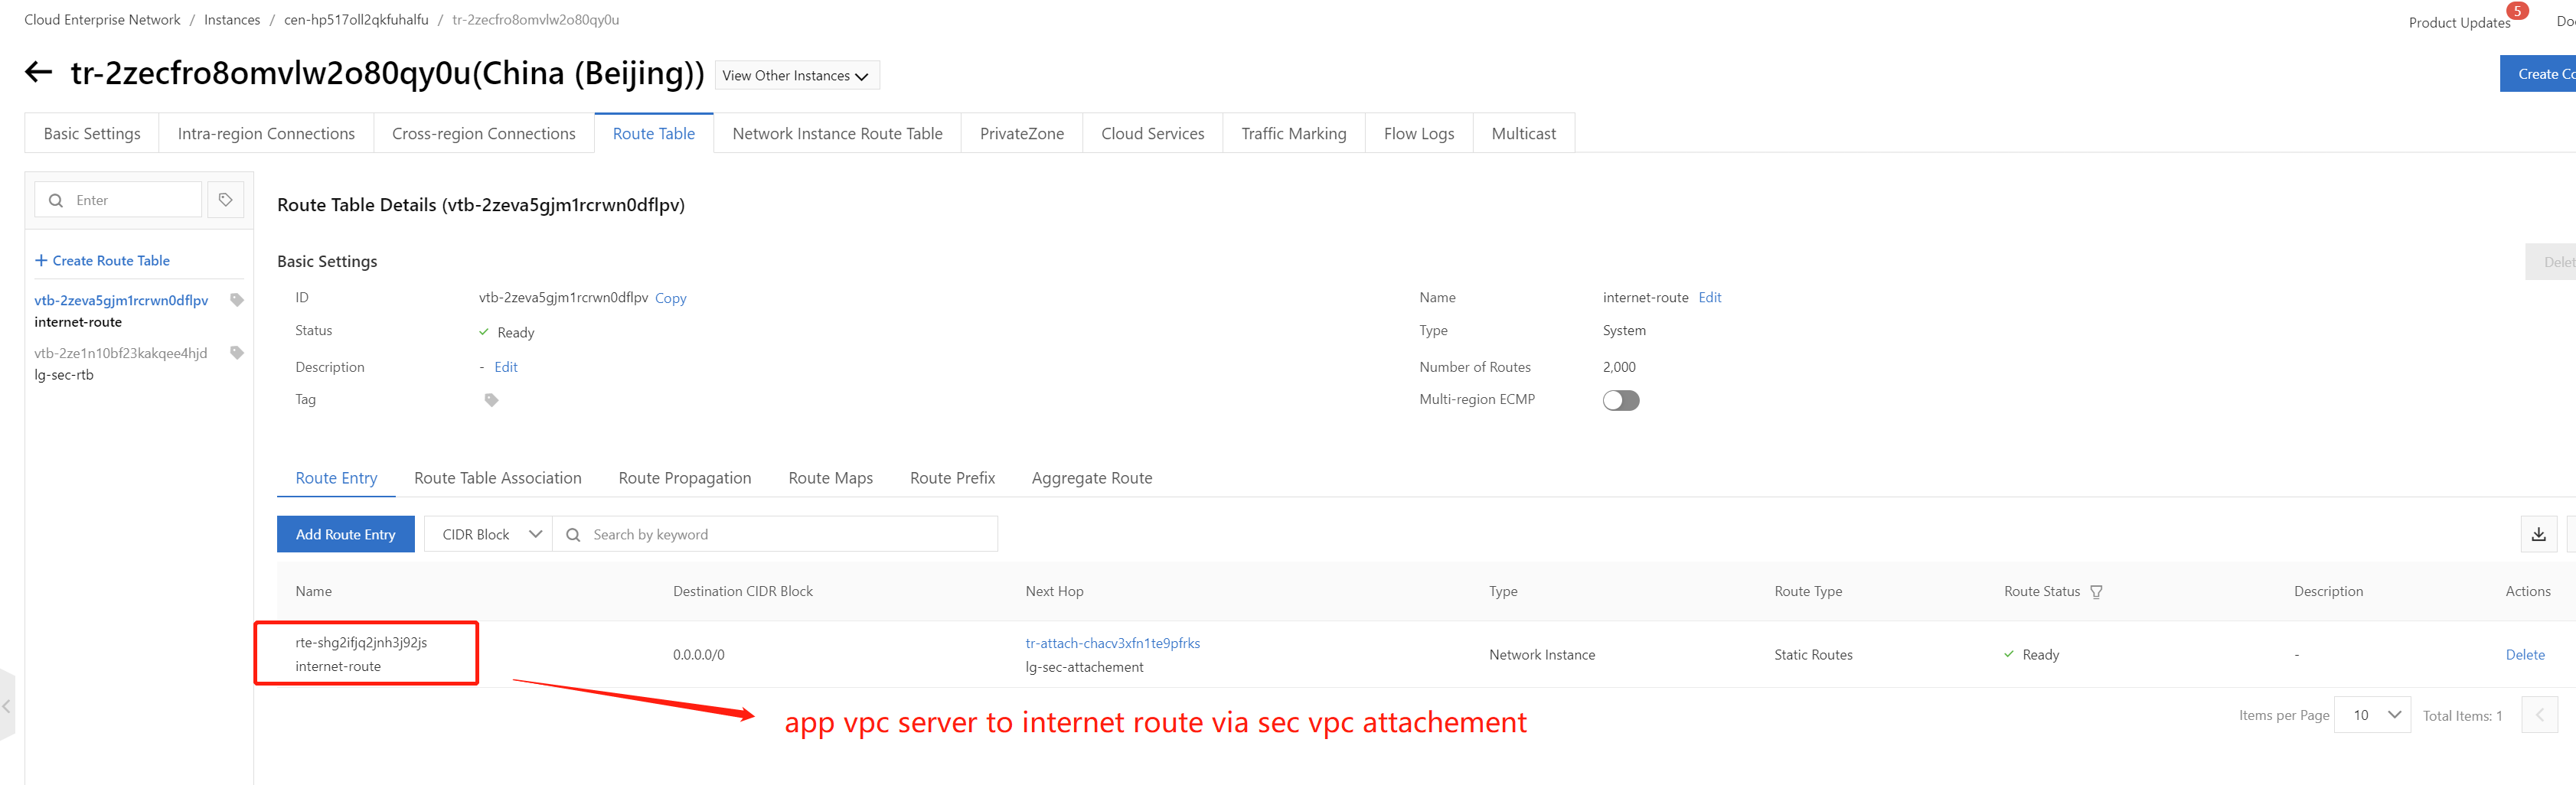 Cloud Enterprise Network / Instances / cen-hp517oll2qkfuhalfu / tr-2zecfro8omvlw2o80qy0u
Product Updates 5 Do
tr-2zecfro8omvlw2o80qy0u(China (Beijing)) View Other Instances
Create Co
Basic Settings Intra-region Connections Cross-region Connections Route Table Network Instance Route Table PrivateZone Cloud Services Traffic Marking Flow Logs Multicast
Enter
Create Route Table
vtb-2zeva5gjm1rcrwn0dflpv
internet-route
vtb-2ze1n10bf23kakqee4hjd
lg-sec-rtb
Route Table Details (vtb-2zeva5gjm1rcrwn0dflpv)
Basic Settings
Delet
ID vtb-2zeva5gjm1rcrwn0dflpv Copy Name internet-route Edit
Status Ready Type System
Description - Edit Number of Routes 2,000
Tag Multi-region ECMP
Route Entry Route Table Association Route Propagation Route Maps Route Prefix Aggregate Route
Add Route Entry CIDR Block Search by keyword
Name Destination CIDR Block Next Hop Type Route Type Route Status Description Actions
rte-shg2ifjq2jnh3j92js
internet-route
0.0.0.0/0
tr-attach-chacv3xfn1te9pfrks
lg-sec-attachement
Network Instance Static Routes Ready - Delete
Items per Page 10 Total Items: 1
app vpc server to internet route via sec vpc attachement